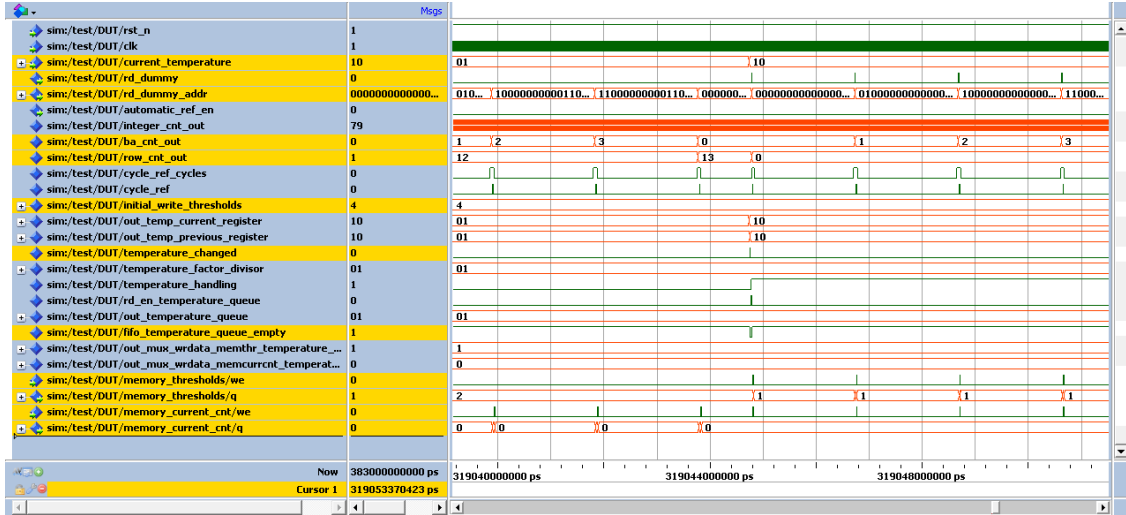 Msgs
sim:/test/DUT/rst_n 1
sim:/test/DUT/clk 1
sim:/test/DUT/current_temperature 10 01 10
sim:/test/DUT/rd_dummy 0
sim:/test/DUT/rd_dummy_addr 0000000000000... 010... 10000000000110... 11000000000110... 000000... 00000000000000... 01000000000000... 10000000000000... 11000...
sim:/test/DUT/automatic_ref_en 0
sim:/test/DUT/integer_cnt_out 79
sim:/test/DUT/ba_cnt_out 0 1 2 3 0 1 2 3
sim:/test/DUT/row_cnt_out 1 12 13 0
sim:/test/DUT/cycle_ref_cycles 0
sim:/test/DUT/cycle_ref 0
sim:/test/DUT/initial_write_thresholds 4 4
sim:/test/DUT/out_temp_current_register 10 01 10
sim:/test/DUT/out_temp_previous_register 10 01 10
sim:/test/DUT/temperature_changed 0
sim:/test/DUT/temperature_factor_divisor 01 01
sim:/test/DUT/temperature_handling 1
sim:/test/DUT/rd_en_temperature_queue 0
sim:/test/DUT/out_temperature_queue 01 01
sim:/test/DUT/fifo_temperature_queue_empty 1
sim:/test/DUT/out_mux_wrdata_memthr_temperature_... 1 1
sim:/test/DUT/out_mux_wrdata_memcurrcnt_temperat... 0 0
sim:/test/DUT/memory_thresholds/we 0
sim:/test/DUT/memory_thresholds/q 1 2 1 1 1 1
sim:/test/DUT/memory_current_cnt/we 0
sim:/test/DUT/memory_current_cnt/q 0 0 0 0 0
Now 383000000000 ps 319040000000 ps 319044000000 ps 319048000000 ps
Cursor 1 319053370423 ps